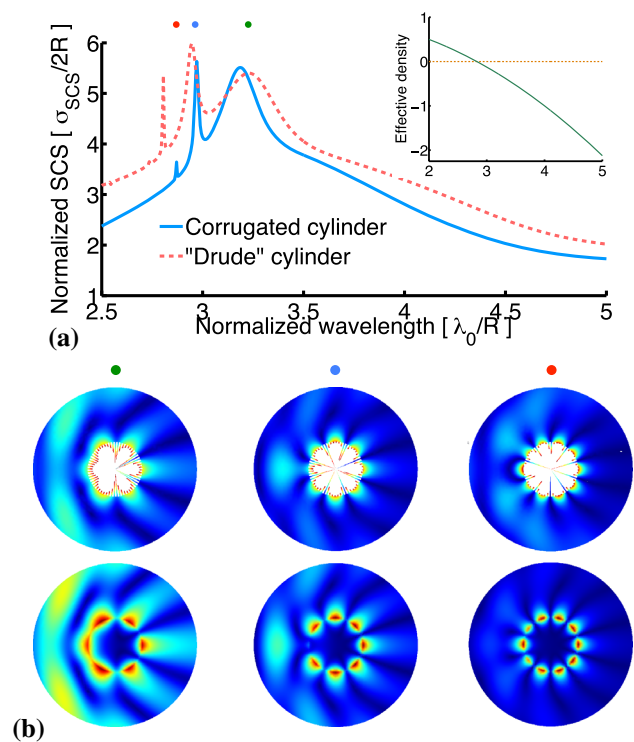 (a)
Normalized SCS [ σSCS/2R ]
6
5
4
3
2
1
2.5
3
3.5
4
4.5
5
Normalized wavelength [ λ0/R ]
Corrugated cylinder
"Drude" cylinder
Effective density
1
0
−1
−2
2
3
4
5
(b)